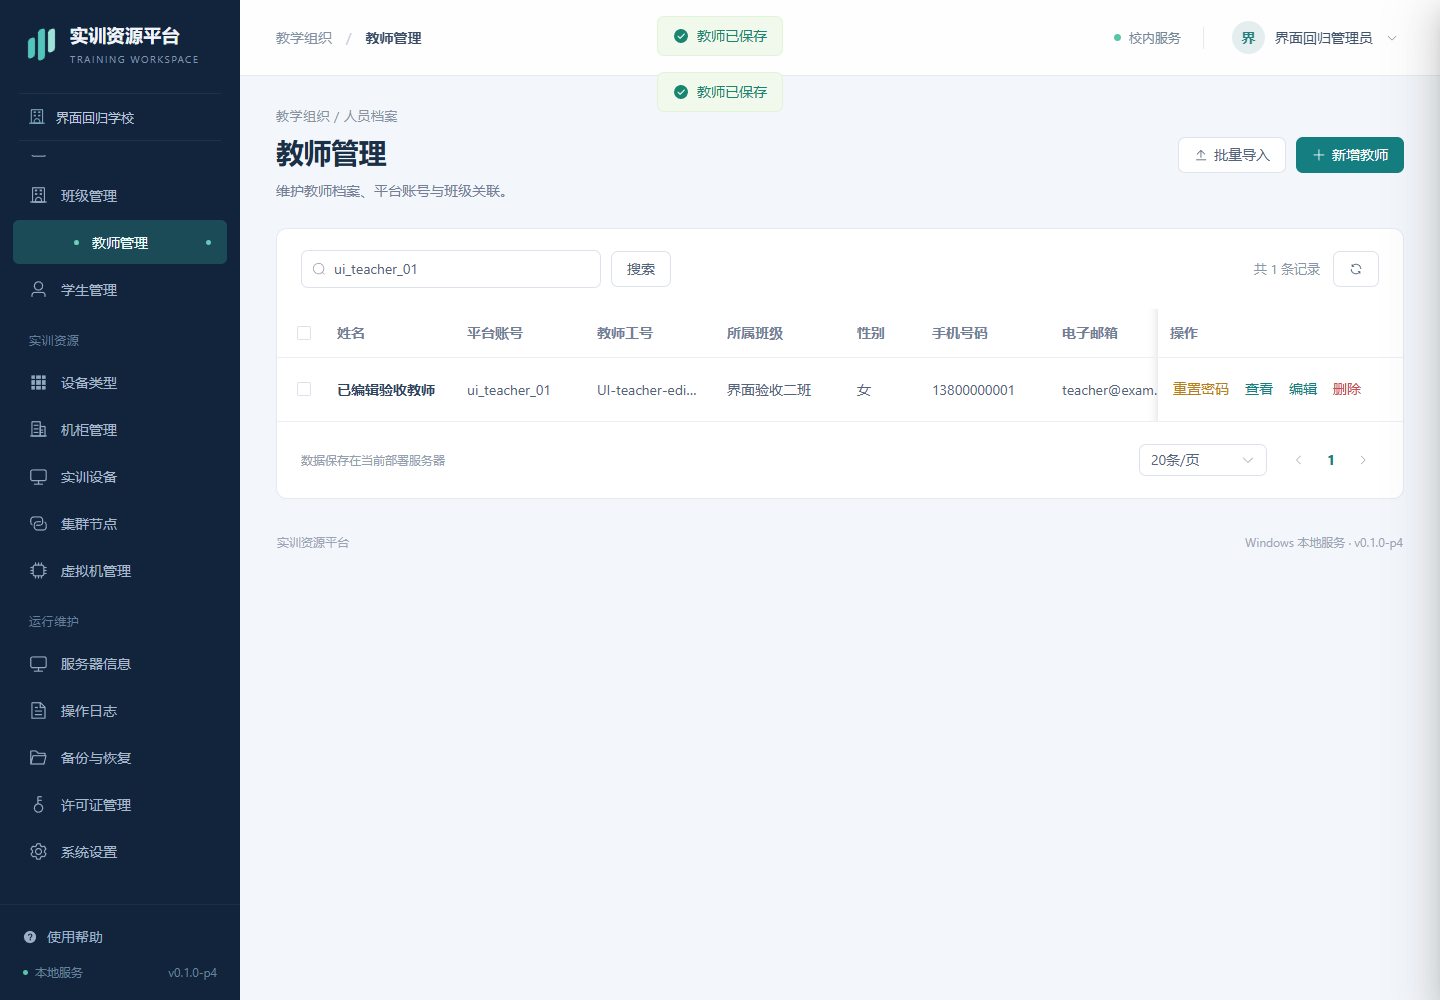 实训资源平台
TRAINING WORKSPACE
界面回归学校
班级管理
教师管理
学生管理
实训资源
设备类型
机柜管理
实训设备
集群节点
虚拟机管理
运行维护
服务器信息
操作日志
备份与恢复
许可证管理
系统设置
使用帮助
本地服务 v0.1.0-p4
教学组织 / 教师管理
教师已保存
教师已保存
校内服务
界 界面回归管理员
教学组织 / 人员档案
教师管理
维护教师档案、平台账号与班级关联。
批量导入
新增教师
ui_teacher_01
搜索
共 1 条记录
姓名 平台账号 教师工号 所属班级 性别 手机号码 电子邮箱 操作
已编辑验收教师 ui_teacher_01 UI-teacher-edi... 界面验收二班 女 13800000001 teacher@exam. 重置密码 查看 编辑 删除
数据保存在当前部署服务器
20条/页
1
实训资源平台
Windows 本地服务 · v0.1.0-p4